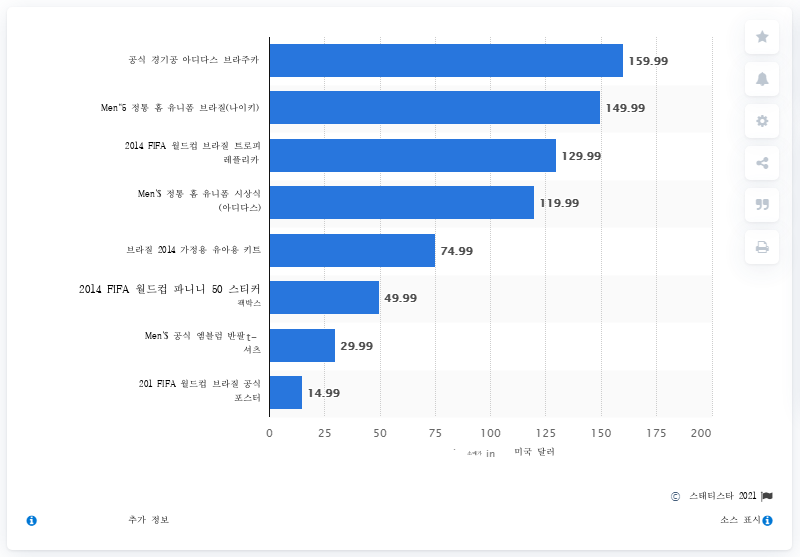 공식 경기공 아디다스 브라주카
159.99
Men"5 정통 홈 유니폼 브라질(나이키)
149.99
2014 FIFA 월드컵 브라질 트로피
레플리카
129.99
Men'S 정통 홈 유니폼 시상식
(아디다스)
119.99
브라질 2014 가정용 유아용 키트
74.99
2014 FIFA 월드컵 파니니 50 스티커
팩박스
49.99
Men'S 공식 엠블럼 반팔t-
셔츠
29.99
201 FIFA 월드컵 브라질 공식
포스터
14.99
0 25 50 75 100 125 150 175 200
소매가 in 미국 달러
© 스태티스타 2021
추가 정보
소스 표시